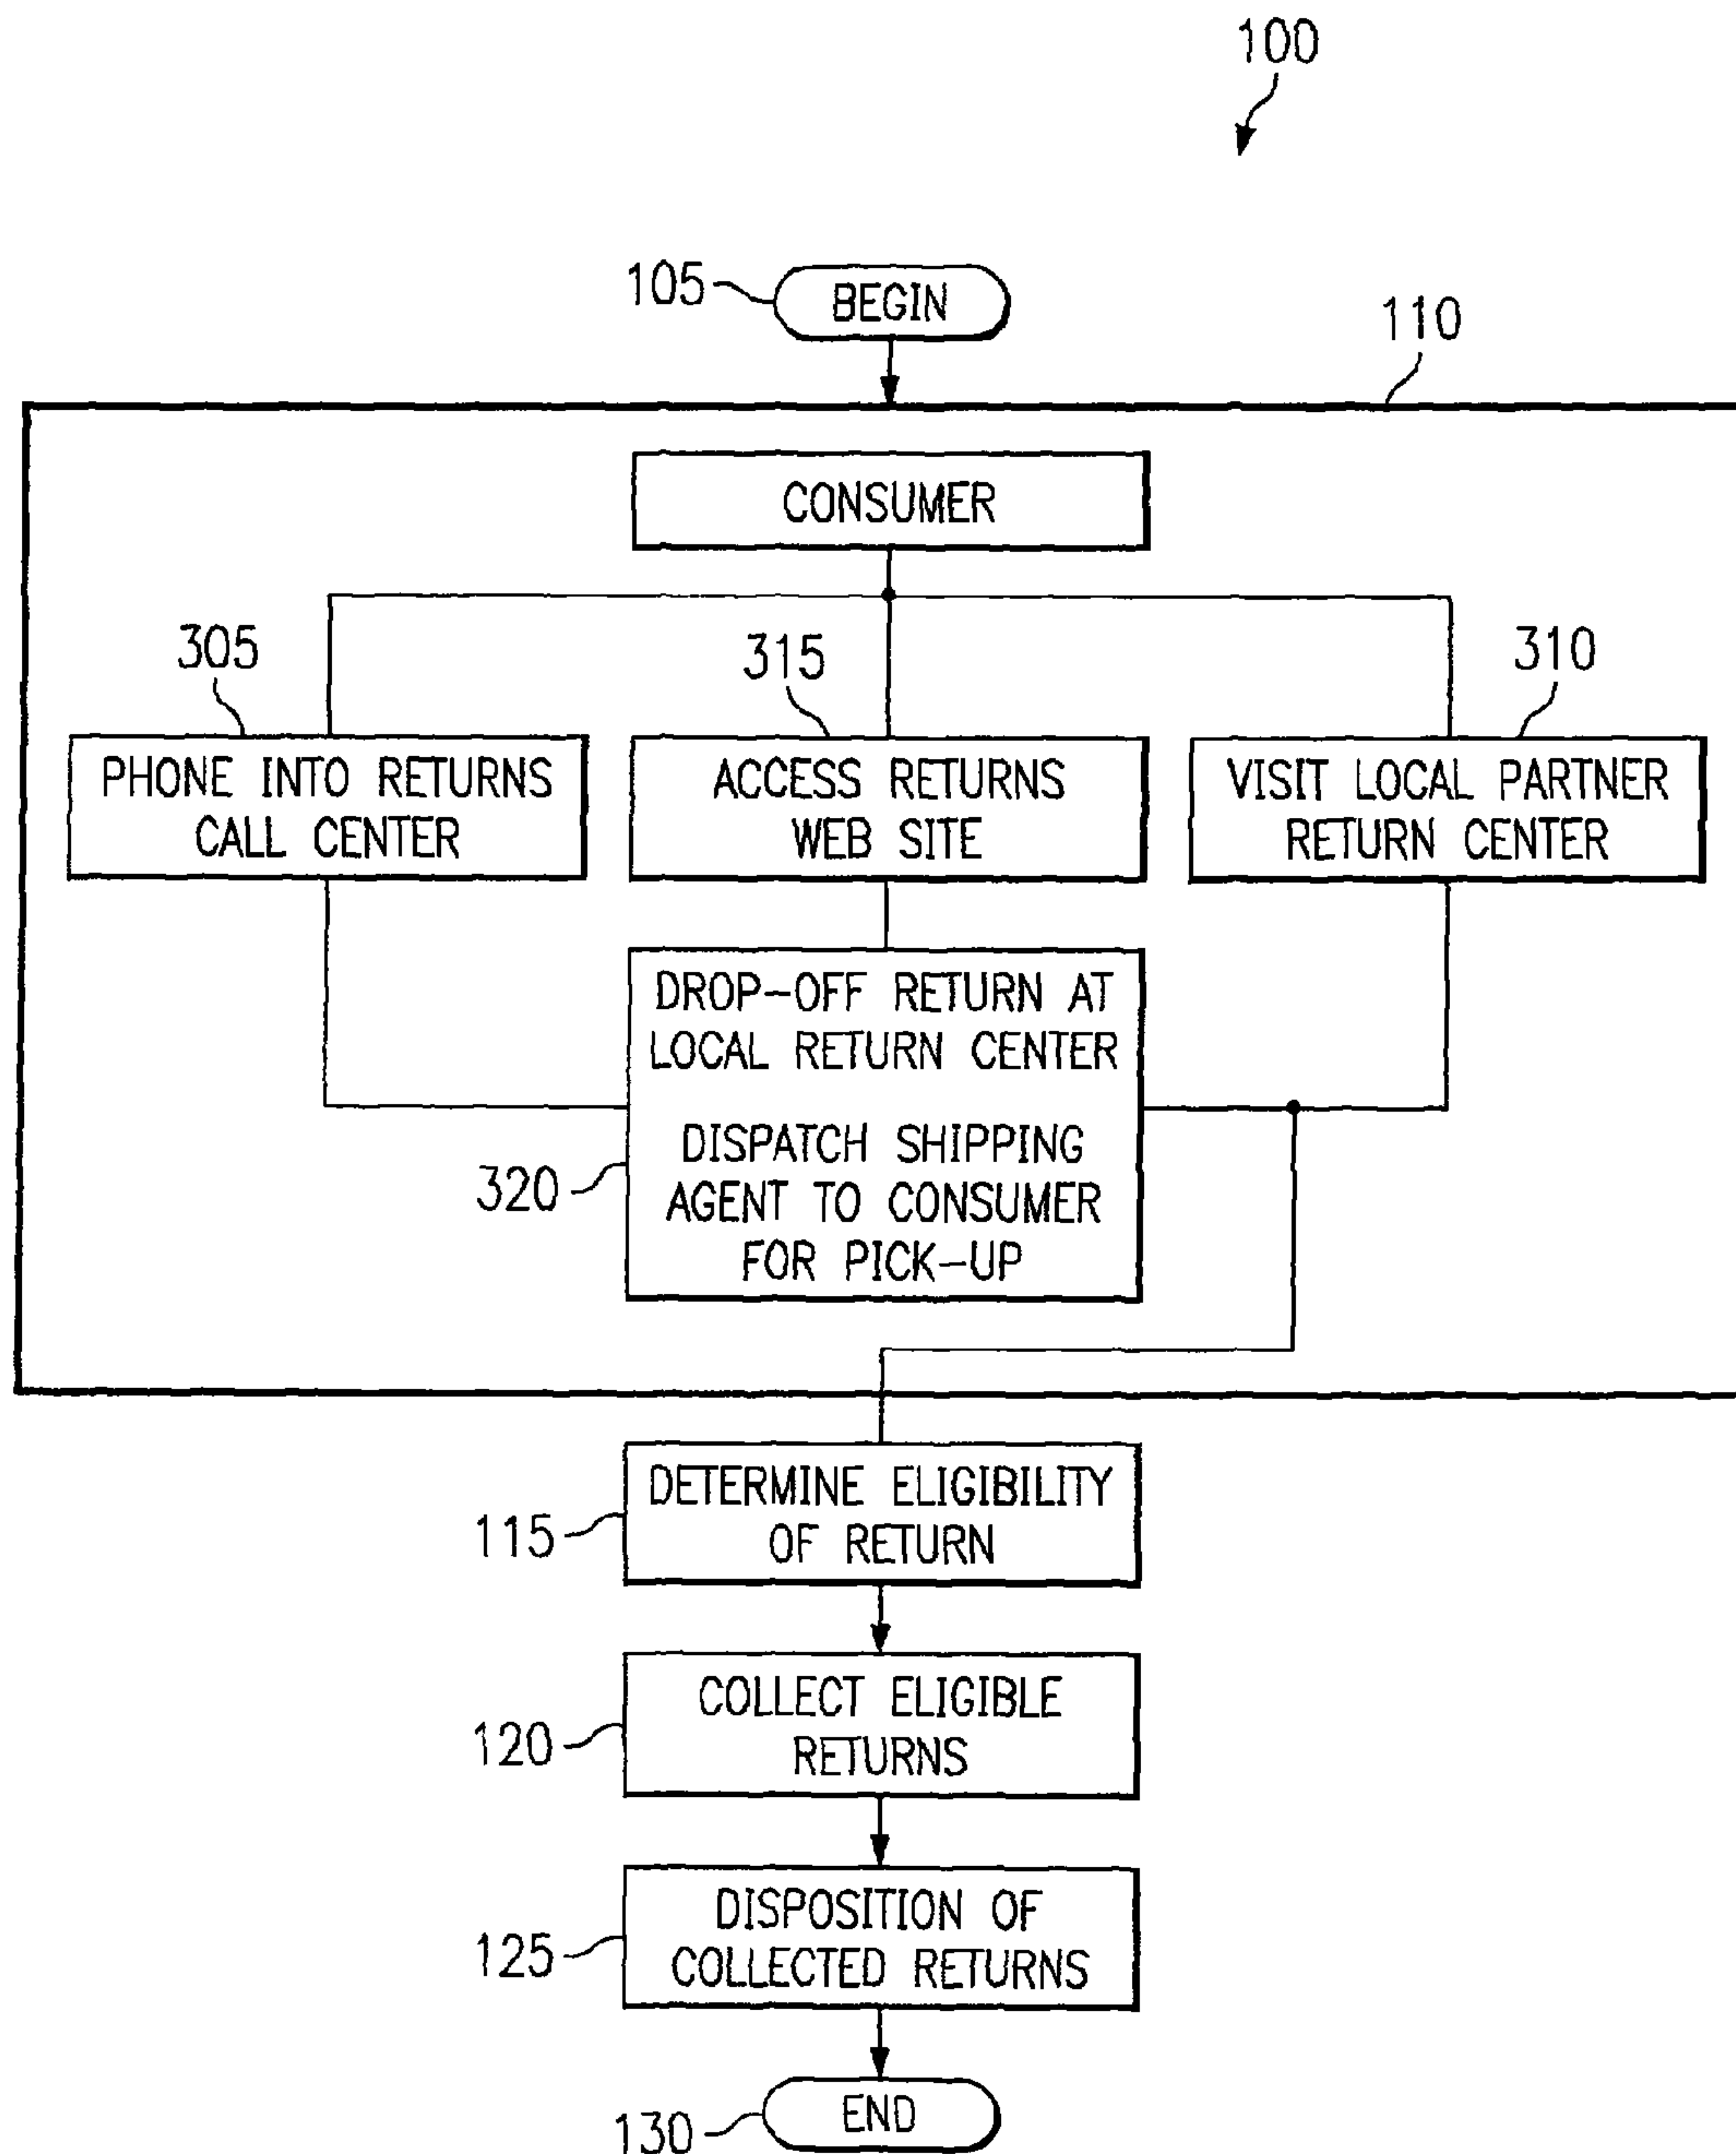 100
105
BEGIN
110
CONSUMER
305
315
310
PHONE INTO RETURNS
CALL CENTER
ACCESS RETURNS
WEB SITE
VISIT LOCAL PARTNER
RETURN CENTER
DROP-OFF RETURN AT
LOCAL RETURN CENTER
320
DISPATCH SHIPPING
AGENT TO CONSUMER
FOR PICK-UP
115
DETERMINE ELIGIBILITY
OF RETURN
120
COLLECT ELIGIBLE
RETURNS
125
DISPOSITION OF
COLLECTED RETURNS
130
END